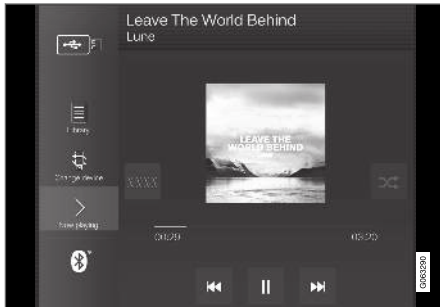 Leave The World Behind
Lune
Library
Change device
Now playing
LEAVE THE
WORLD BEHIND
00:29
03:20
G063290